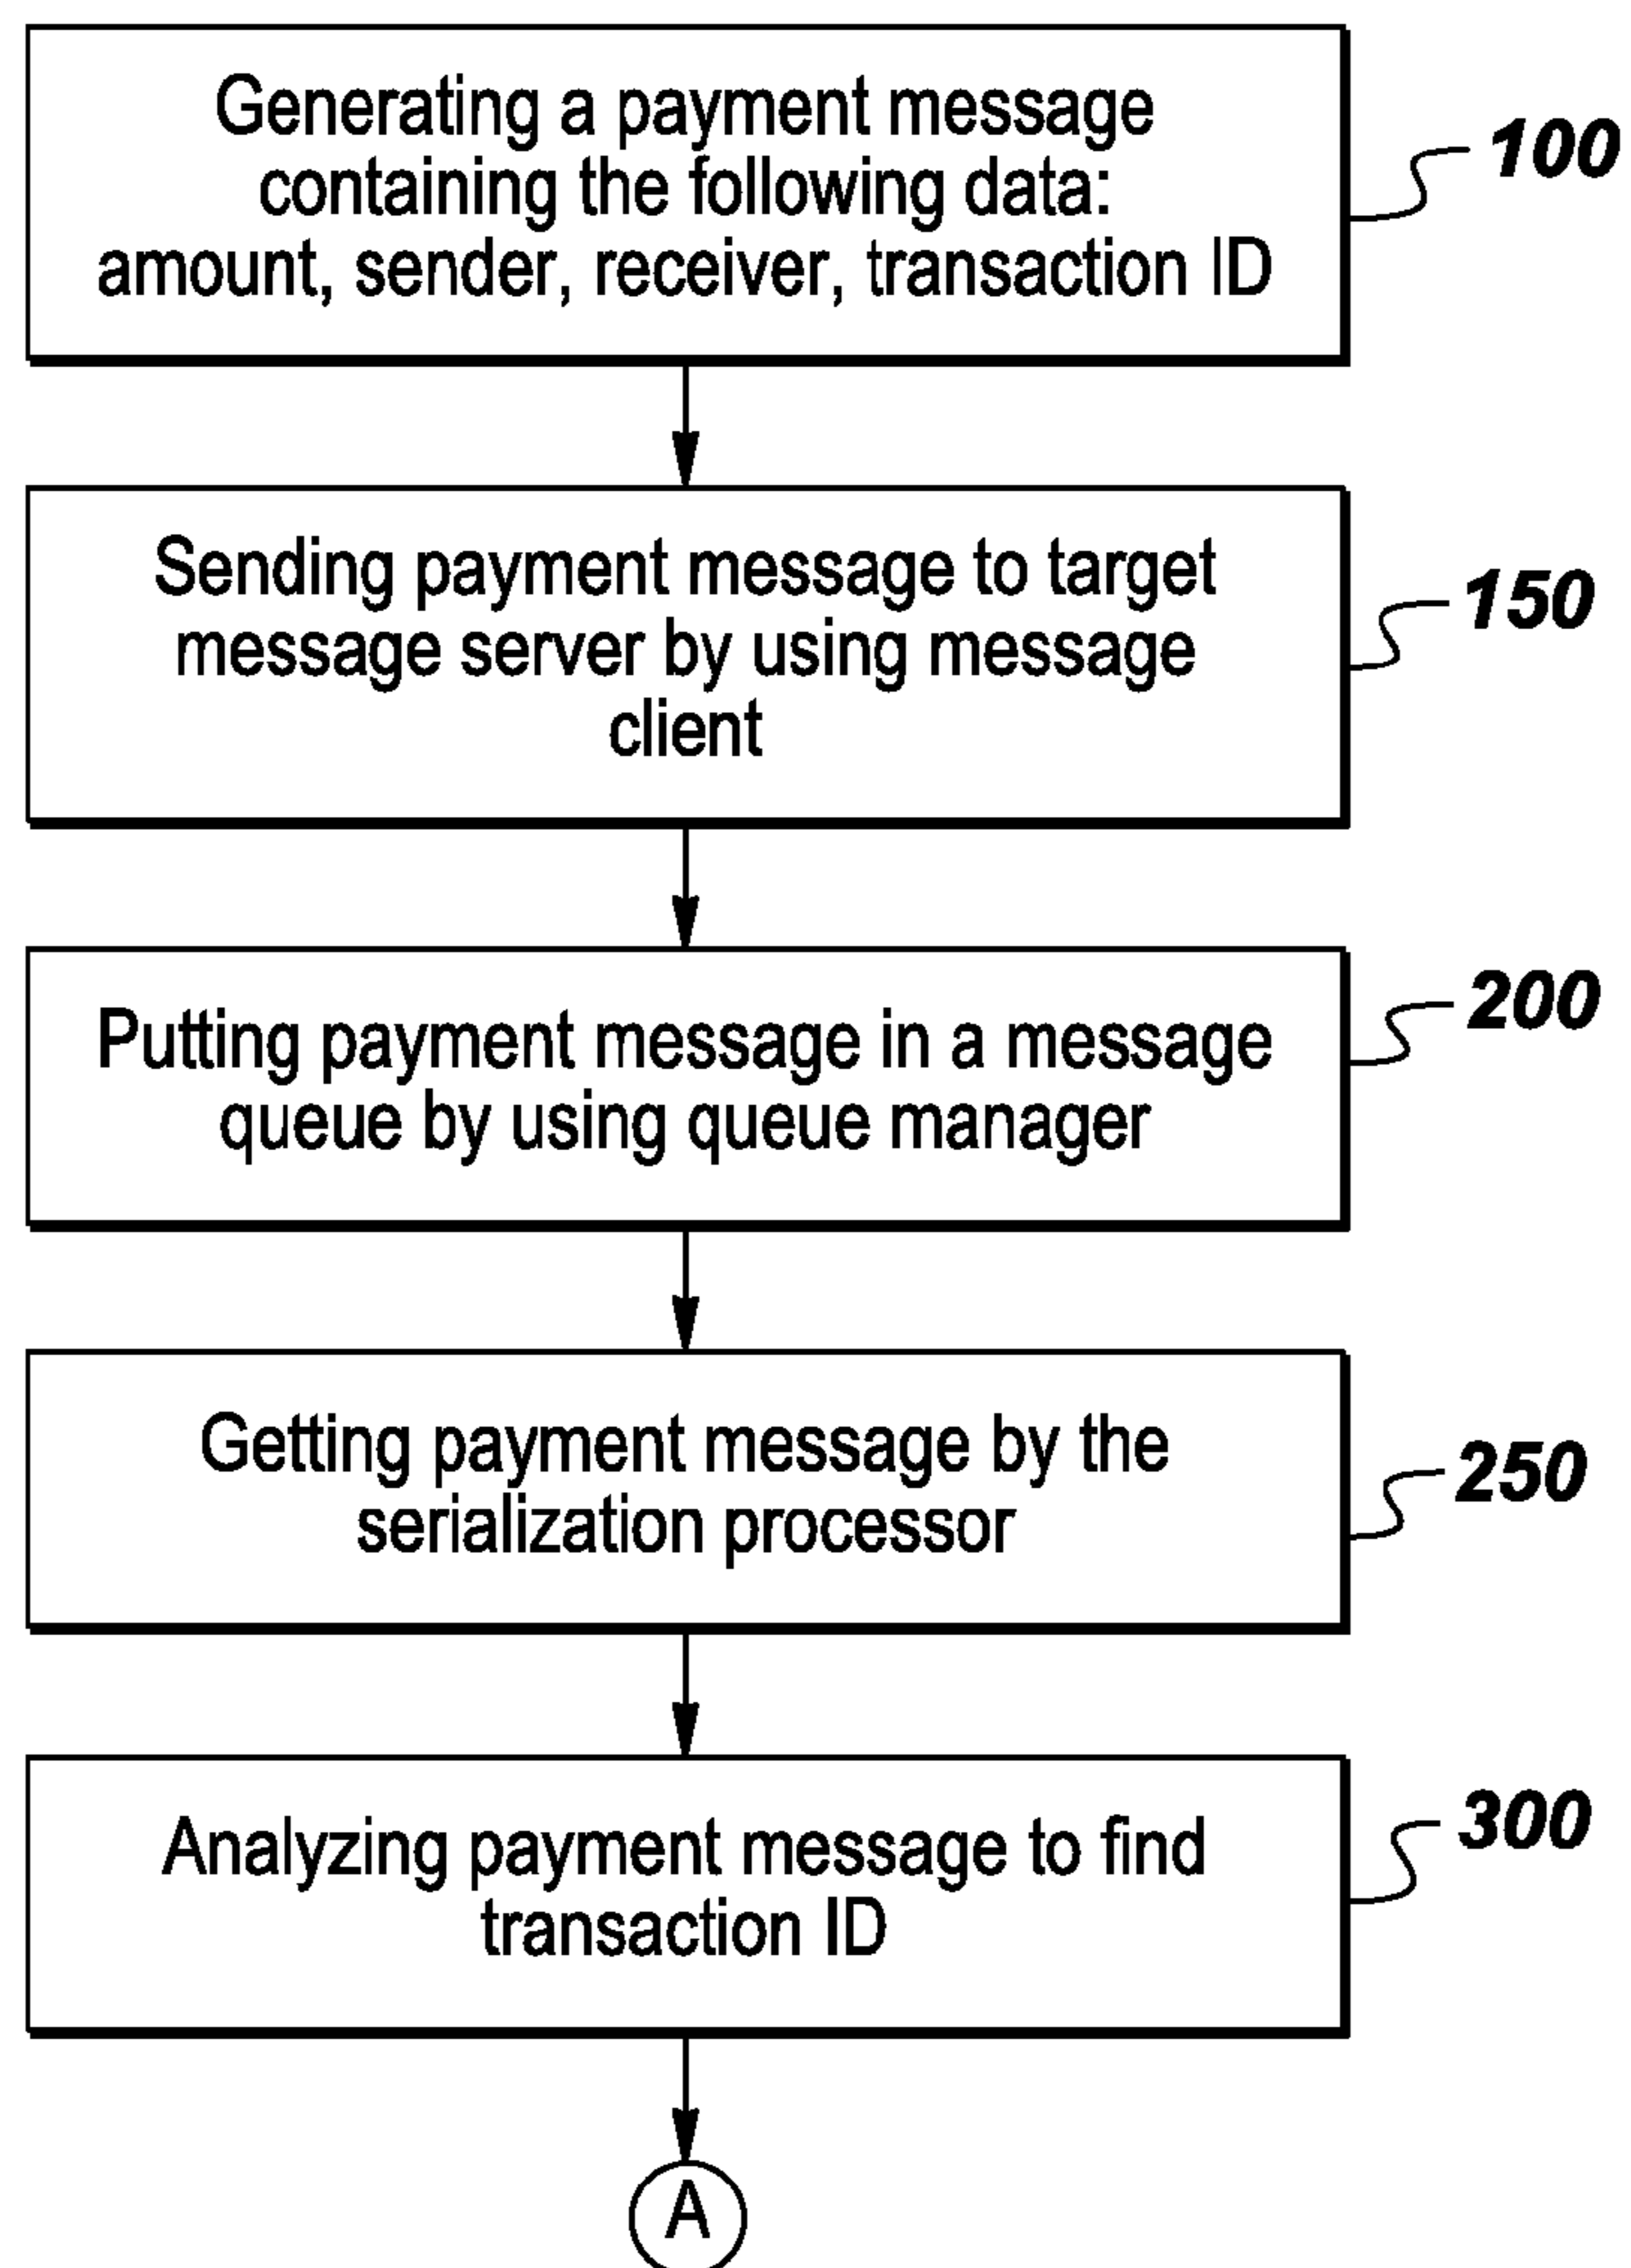 Generating a payment message
containing the following data:
amount, sender, receiver, transaction ID
100
Sending payment message to target
message server by using message
client
150
Putting payment message in a message
queue by using queue manager
200
Getting payment message by the
serialization processor
250
Analyzing payment message to find
transaction ID
300
A